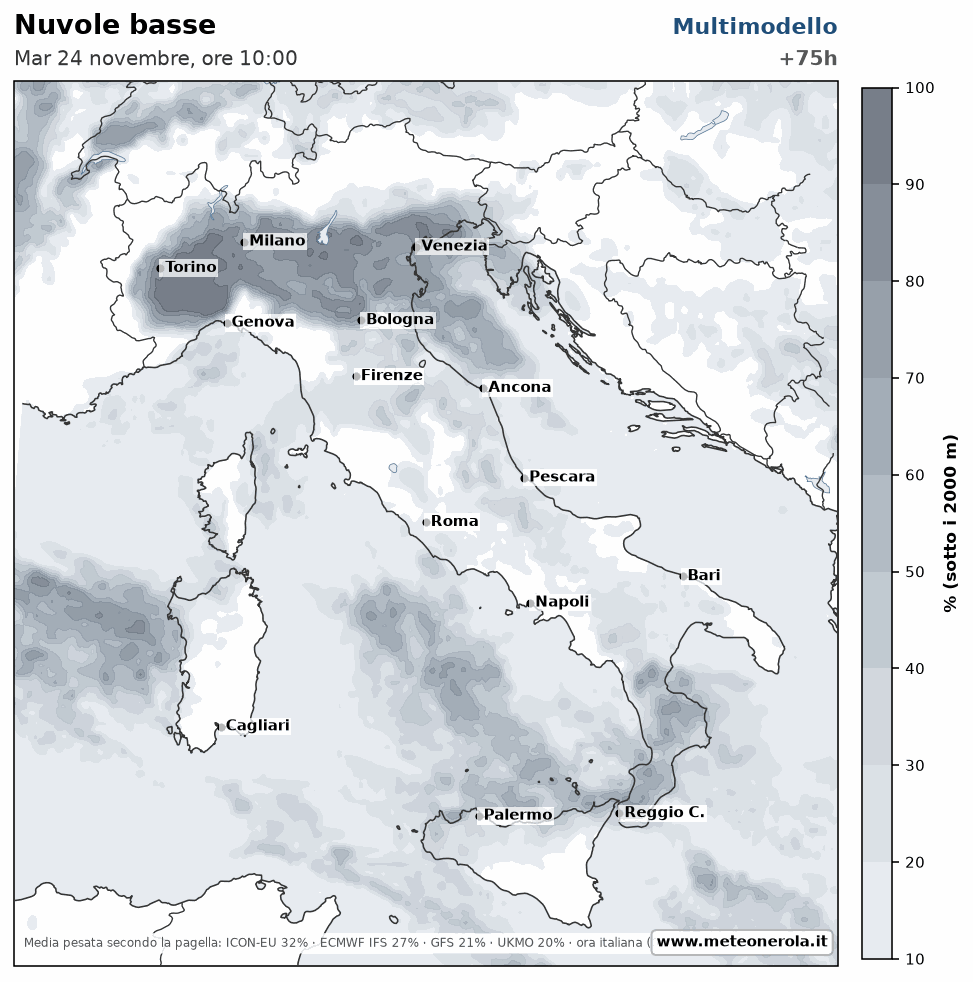 Nuvole basse
Multimodello
Mar 24 novembre, ore 10:00
+75h
Milano
Venezia
Torino
Genova
Bologna
Firenze
Ancona
Pescara
Roma
Bari
Napoli
Cagliari
Palermo
Reggio C.
100
90
80
70
60
50
40
30
20
10
% (sotto i 2000 m)
Media pesata secondo la pagella: ICON-EU 32% · ECMWF IFS 27% · GFS 21% · UKMO 20% · ora italiana (
www.meteonerola.it